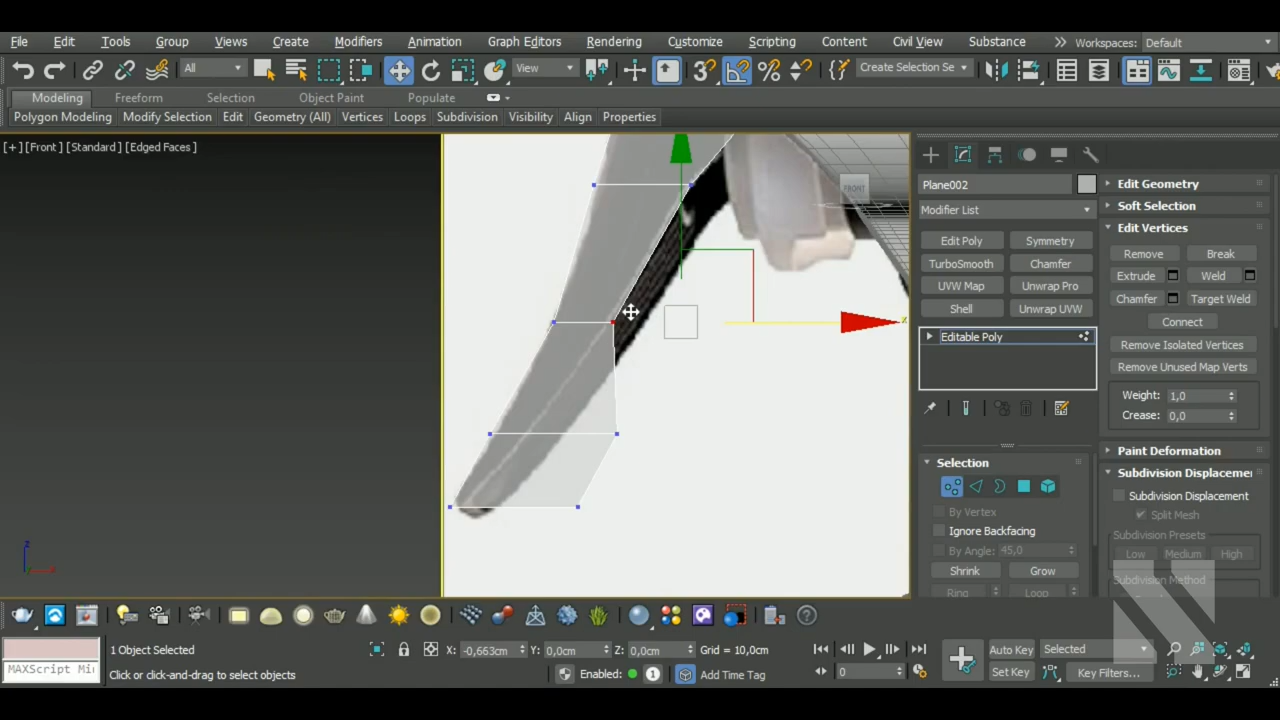 File Edit Tools Group Views Create Modifiers Animation Graph Editors Rendering Customize Scripting Content Civil View Substance Workspaces: Default
All View Create Selection Se
Modeling Freeform Selection Object Paint Populate
Polygon Modeling Modify Selection Edit Geometry (All) Vertices Loops Subdivision Visibility Align Properties
[+] [Front] [Standard] [Edged Faces]
FRONT
x
z
Plane002
Modifier List
Edit Poly Symmetry
TurboSmooth Chamfer
UVW Map Unwrap Pro
Shell Unwrap UVW
Editable Poly
Selection
By Vertex
Ignore Backfacing
By Angle: 45,0
Shrink Grow
Ring Loop
Edit Geometry
Soft Selection
Edit Vertices
Remove Break
Extrude Weld
Chamfer Target Weld
Connect
Remove Isolated Vertices
Remove Unused Map Verts
Weight: 1,0
Crease: 0,0
Paint Deformation
Subdivision Displaceme
Subdivision Displacement
Split Mesh
Subdivision Presets
Low Medium High
Subdivision Method
MAXScript Mi
1 Object Selected
Click or click-and-drag to select objects
X: -0,663cm Y: 0,0cm Z: 0,0cm Grid = 10,0cm
Enabled: 1 Add Time Tag
0
Auto Key Selected
Set Key Key Filters...